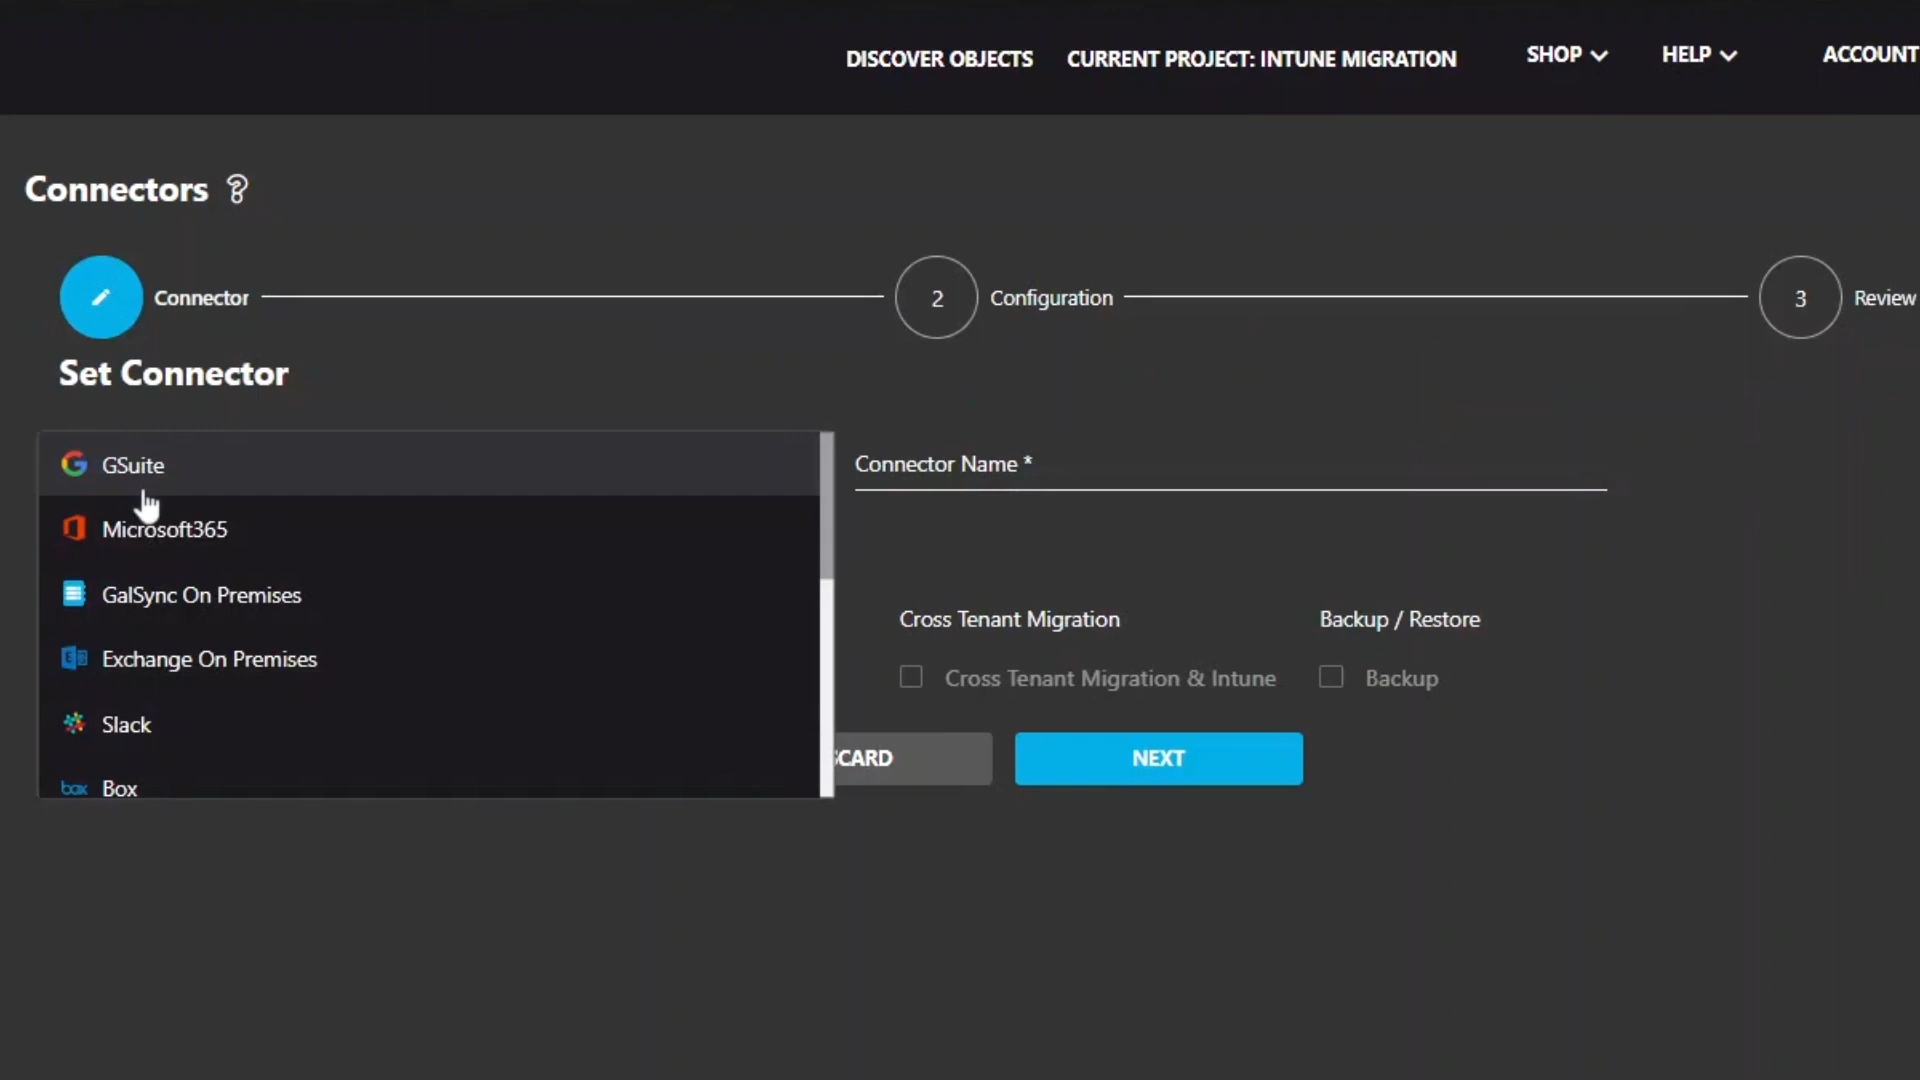 DISCOVER OBJECTS
CURRENT PROJECT: INTUNE MIGRATION
SHOP
HELP
ACCOUNT
Connectors
Connector
2
Configuration
3
Review
Set Connector
GSuite
Microsoft365
GalSync On Premises
Exchange On Premises
Slack
box Box
Connector Name *
Cross Tenant Migration
Backup / Restore
Cross Tenant Migration & Intune
Backup
CARD
NEXT